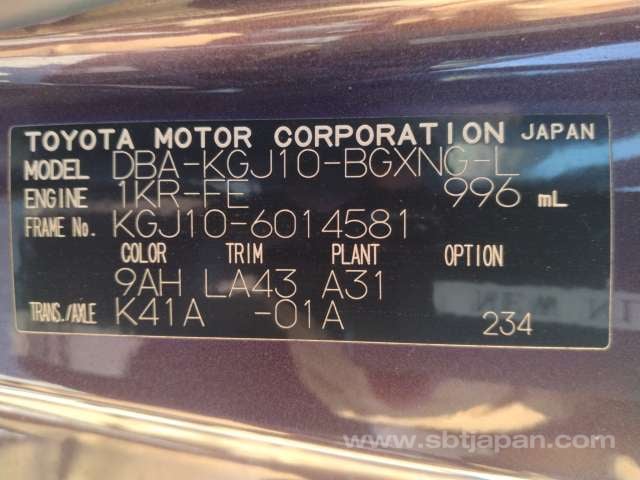 TOYOTA MOTOR CORPORATION JAPAN
MODEL DBA-KGJ10-BGXNG-L
ENGINE 1KR-FE 996 mL
FRAME No. KGJ10-6014581
COLOR TRIM PLANT OPTION
9AH LA43 A31
TRANS./AXLE K41A -01A 234
www.sbtjapan.com